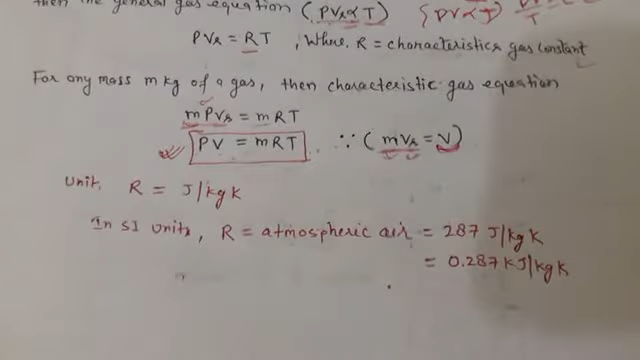 then the general gas equation (PVs ∝ T) {PV ∝ T}
PVs = RT , Where R = characteristics gas constant
For any mass m kg of a gas, then characteristic gas equation
mPVs = mRT
PV = mRT ∵ (mVs = V)
Unit, R = J/kg K
In SI Units, R = atmospheric air = 287 J/kg K
= 0.287 KJ/kg K